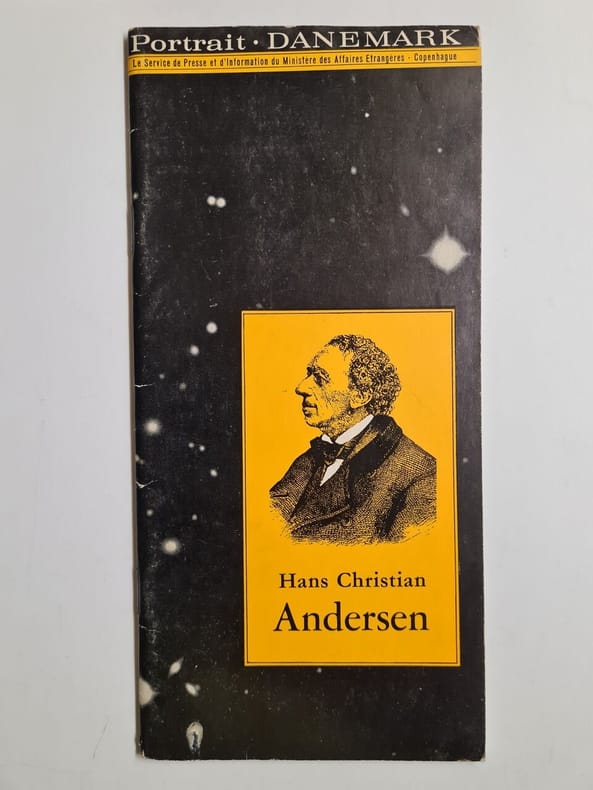 Portrait · DANEMARK
Le Service de Presse et d'Information du Ministère des Affaires Etrangères - Copenhague
Hans Christian
Andersen